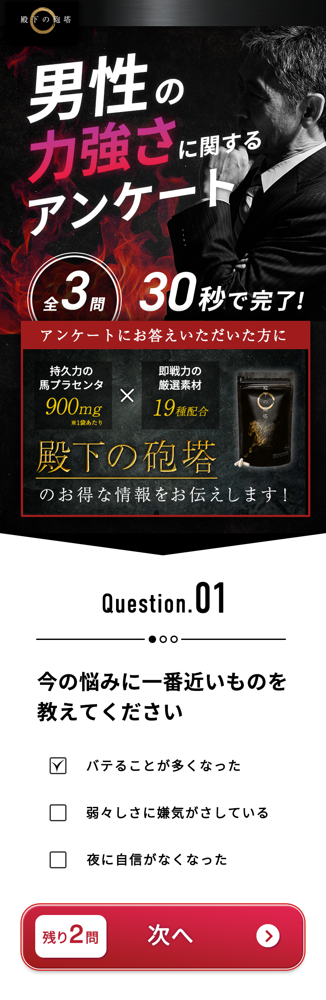 殿下の砲塔
男性の
力強さに関する
アンケート
全3問
30秒で完了!
アンケートにお答えいただいた方に
持久力の
馬プラセンタ
900mg
※1袋あたり
×
即戦力の
厳選素材
19種配合
殿下の砲塔
殿下の砲塔
のお得な情報をお伝えします!
Question.01
今の悩みに一番近いものを
教えてください
バテることが多くなった
弱々しさに嫌気がさしている
夜に自信がなくなった
残り2問
次へ